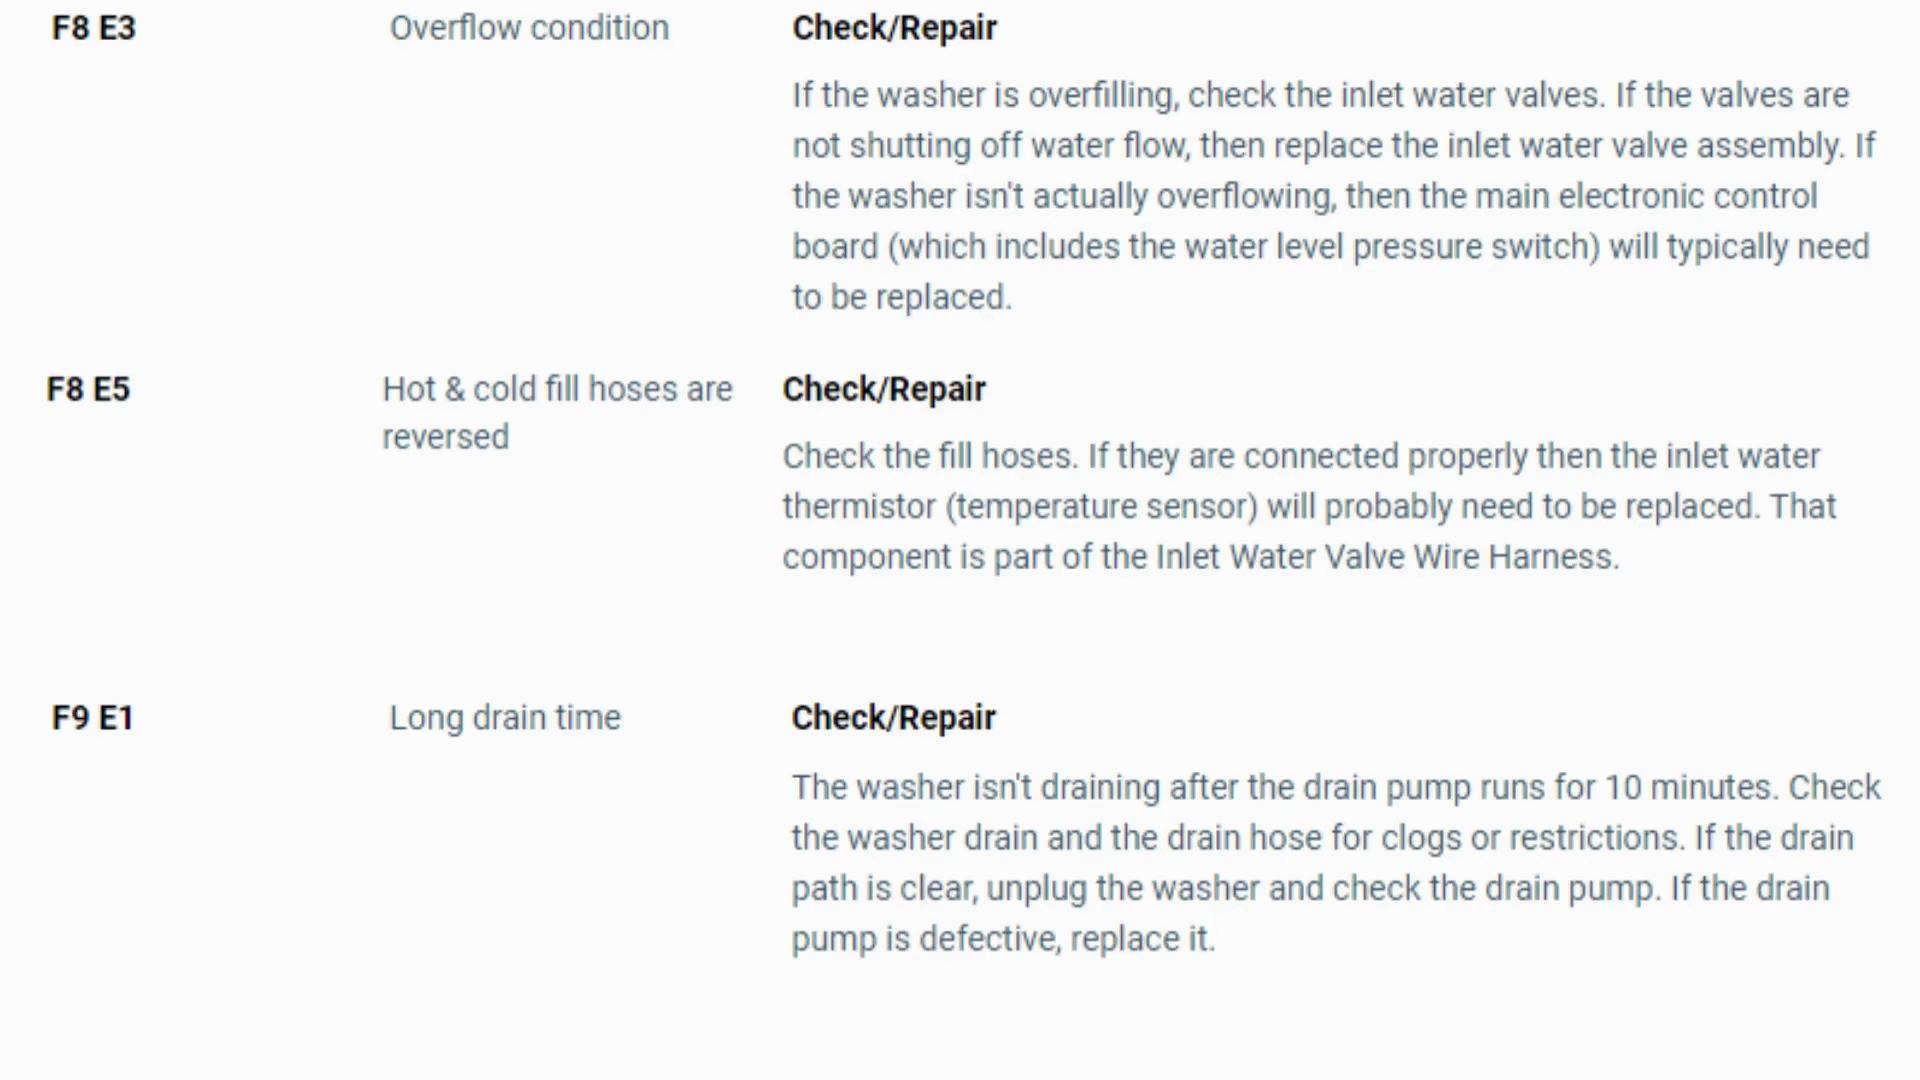 F8 E3 Overflow condition Check/Repair
If the washer is overfilling, check the inlet water valves. If the valves are
not shutting off water flow, then replace the inlet water valve assembly. If
the washer isn't actually overflowing, then the main electronic control
board (which includes the water level pressure switch) will typically need
to be replaced.
F8 E5 Hot & cold fill hoses are Check/Repair
reversed
Check the fill hoses. If they are connected properly then the inlet water
thermistor (temperature sensor) will probably need to be replaced. That
component is part of the Inlet Water Valve Wire Harness.
F9 E1 Long drain time Check/Repair
The washer isn't draining after the drain pump runs for 10 minutes. Check
the washer drain and the drain hose for clogs or restrictions. If the drain
path is clear, unplug the washer and check the drain pump. If the drain
pump is defective, replace it.